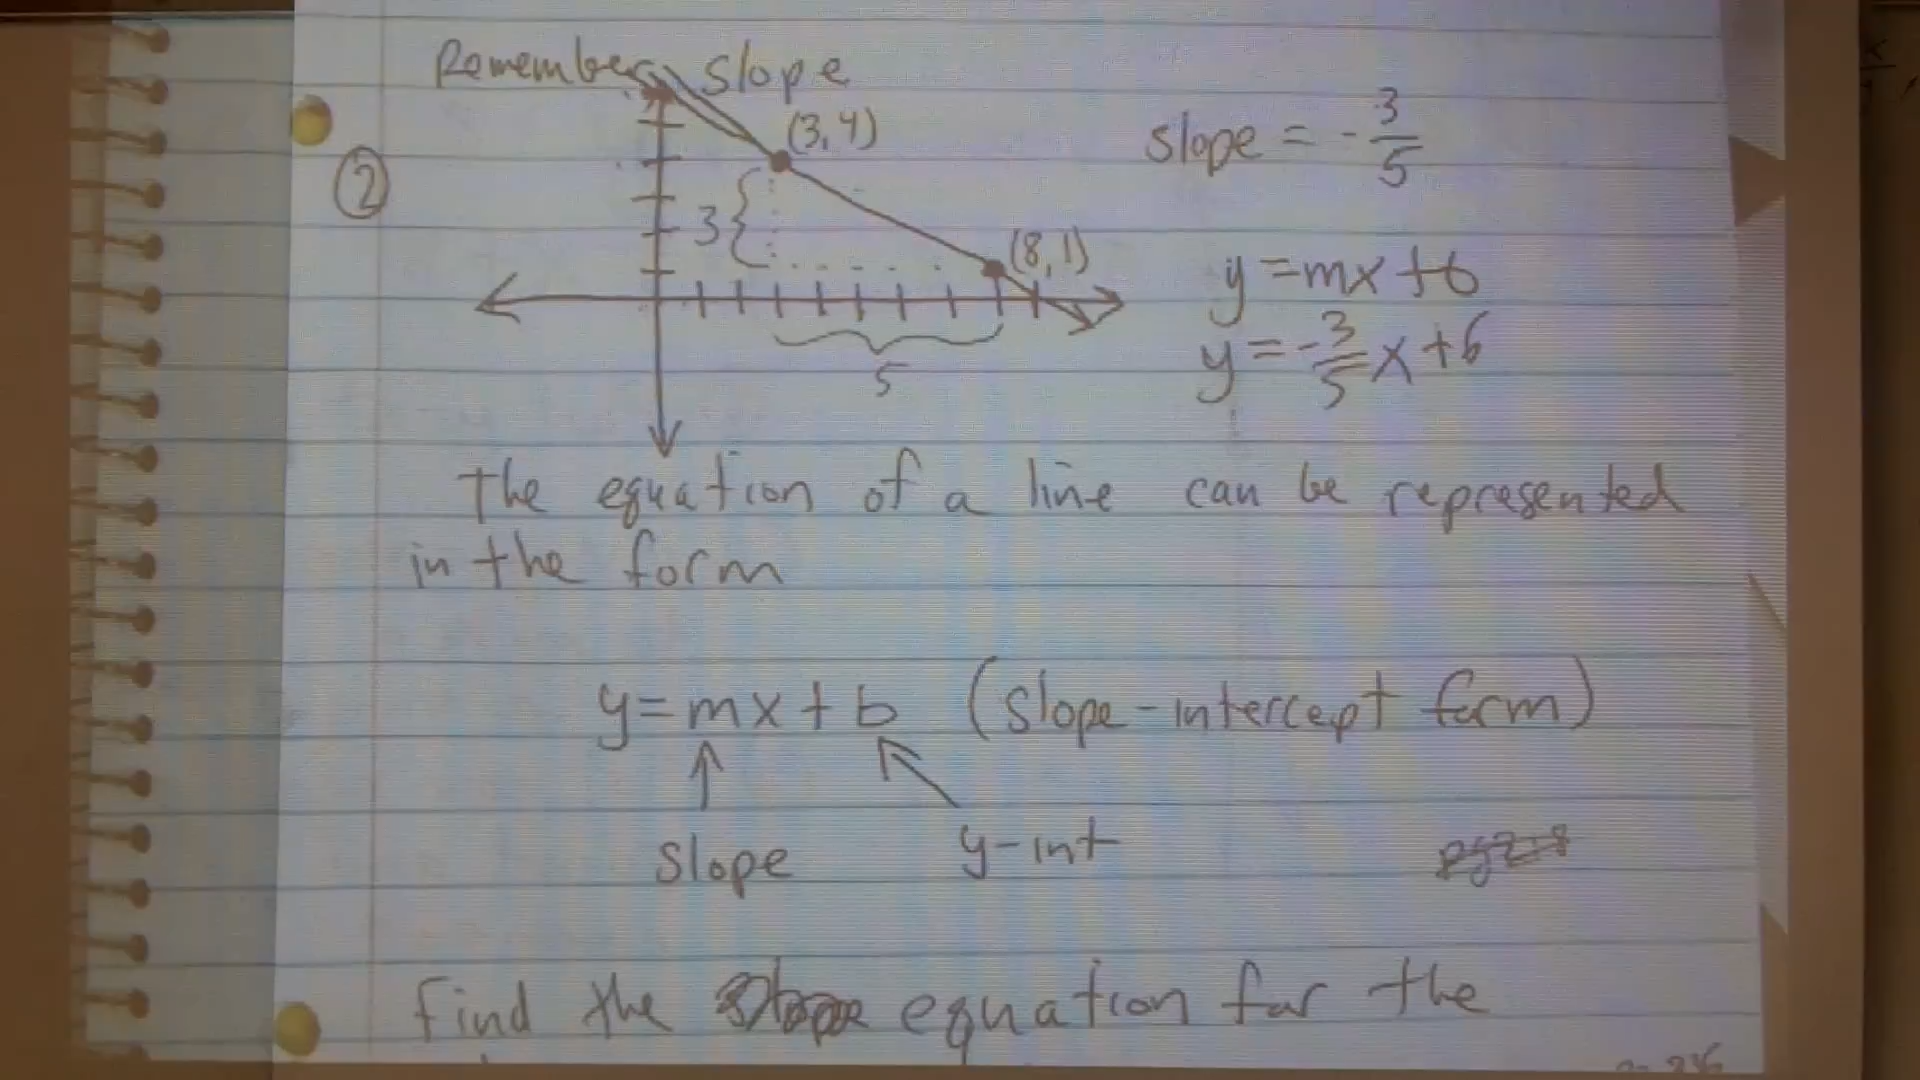 Remember slope
②
(3,4)
slope = -3/5
3
(8,1)
y = mx + b
y = -3/5 x + 6
5
The equation of a line can be represented
in the form
y = mx + b (slope-intercept form)
slope
y-int
Find the equation for the